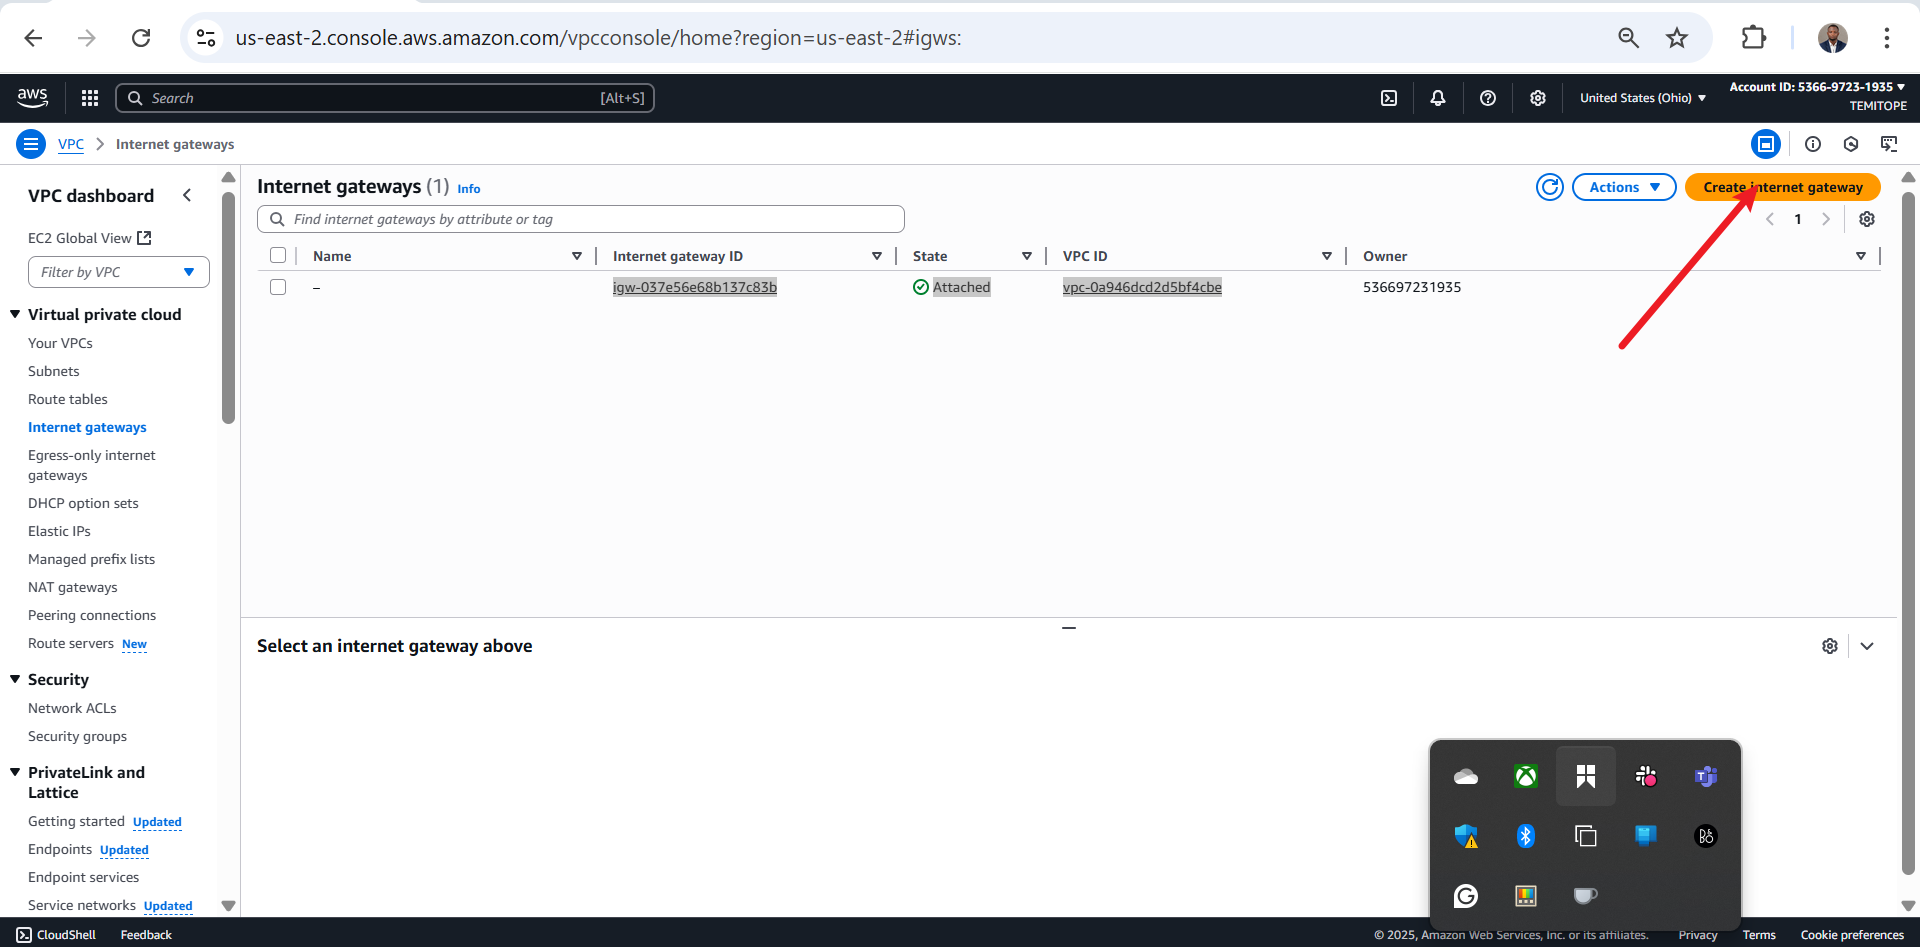 us-east-2.console.aws.amazon.com/vpcconsole/home?region=us-east-2#igws:
aws
Search [Alt+S]
United States (Ohio)
Account ID: 5366-9723-1935
TEMITOPE
VPC > Internet gateways
VPC dashboard
EC2 Global View
Filter by VPC
Virtual private cloud
Your VPCs
Subnets
Route tables
Internet gateways
Egress-only internet
gateways
DHCP option sets
Elastic IPs
Managed prefix lists
NAT gateways
Peering connections
Route servers New
Security
Network ACLs
Security groups
PrivateLink and
Lattice
Getting started Updated
Endpoints Updated
Endpoint services
Service networks Updated
Internet gateways (1) Info
Actions
Create internet gateway
Find internet gateways by attribute or tag
1
Name Internet gateway ID State VPC ID Owner
– igw-037e56e68b137c83b Attached vpc-0a946dcd2d5bf4cbe 536697231935
Select an internet gateway above
CloudShell Feedback
© 2025, Amazon Web Services, Inc. or its affiliates. Privacy Terms Cookie preferences